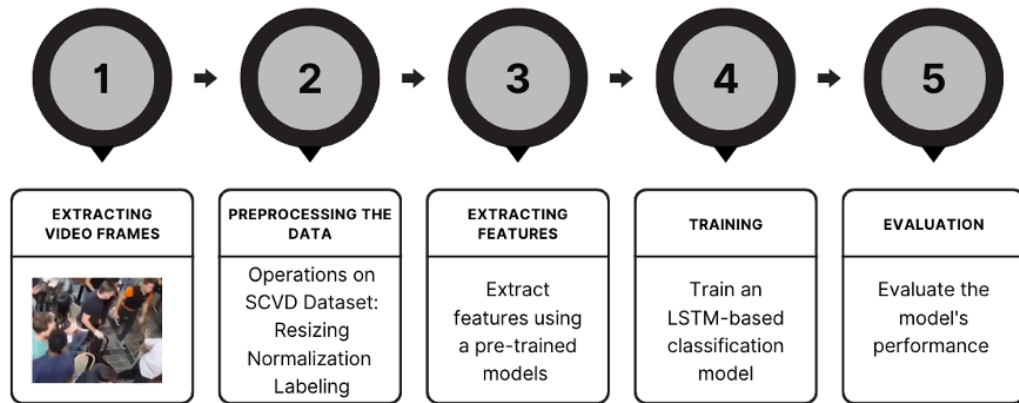 1
2
3
4
5
EXTRACTING
VIDEO FRAMES
PREPROCESSING THE
DATA
Operations on
SCVD Dataset:
Resizing
Normalization
Labeling
EXTRACTING
FEATURES
Extract
features using
a pre-trained
models
TRAINING
Train an
LSTM-based
classification
model
EVALUATION
Evaluate the
model's
performance